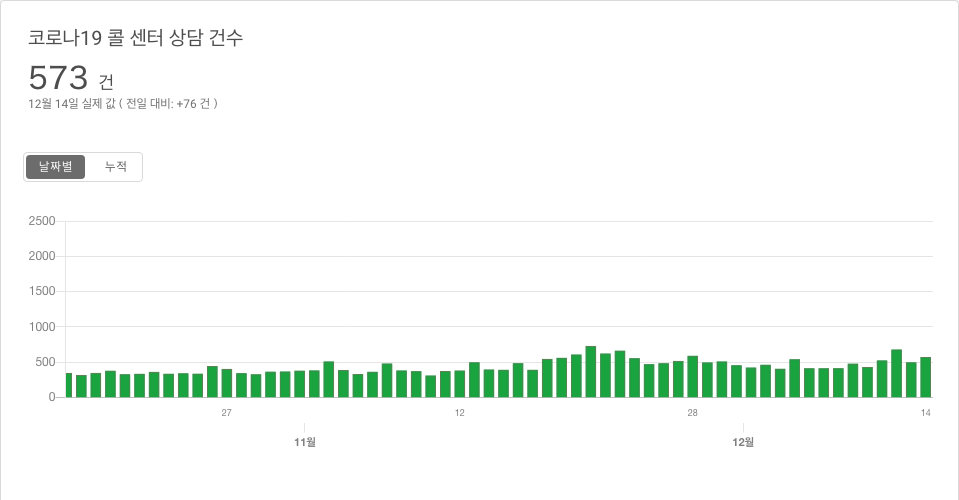 코로나19 콜 센터 상담 건수
573 건
12월 14일 실제 값 ( 전일 대비: +76 건 )
날짜별 누적
2500
2000
1500
1000
500
0
27 12 28 14
11월 12월